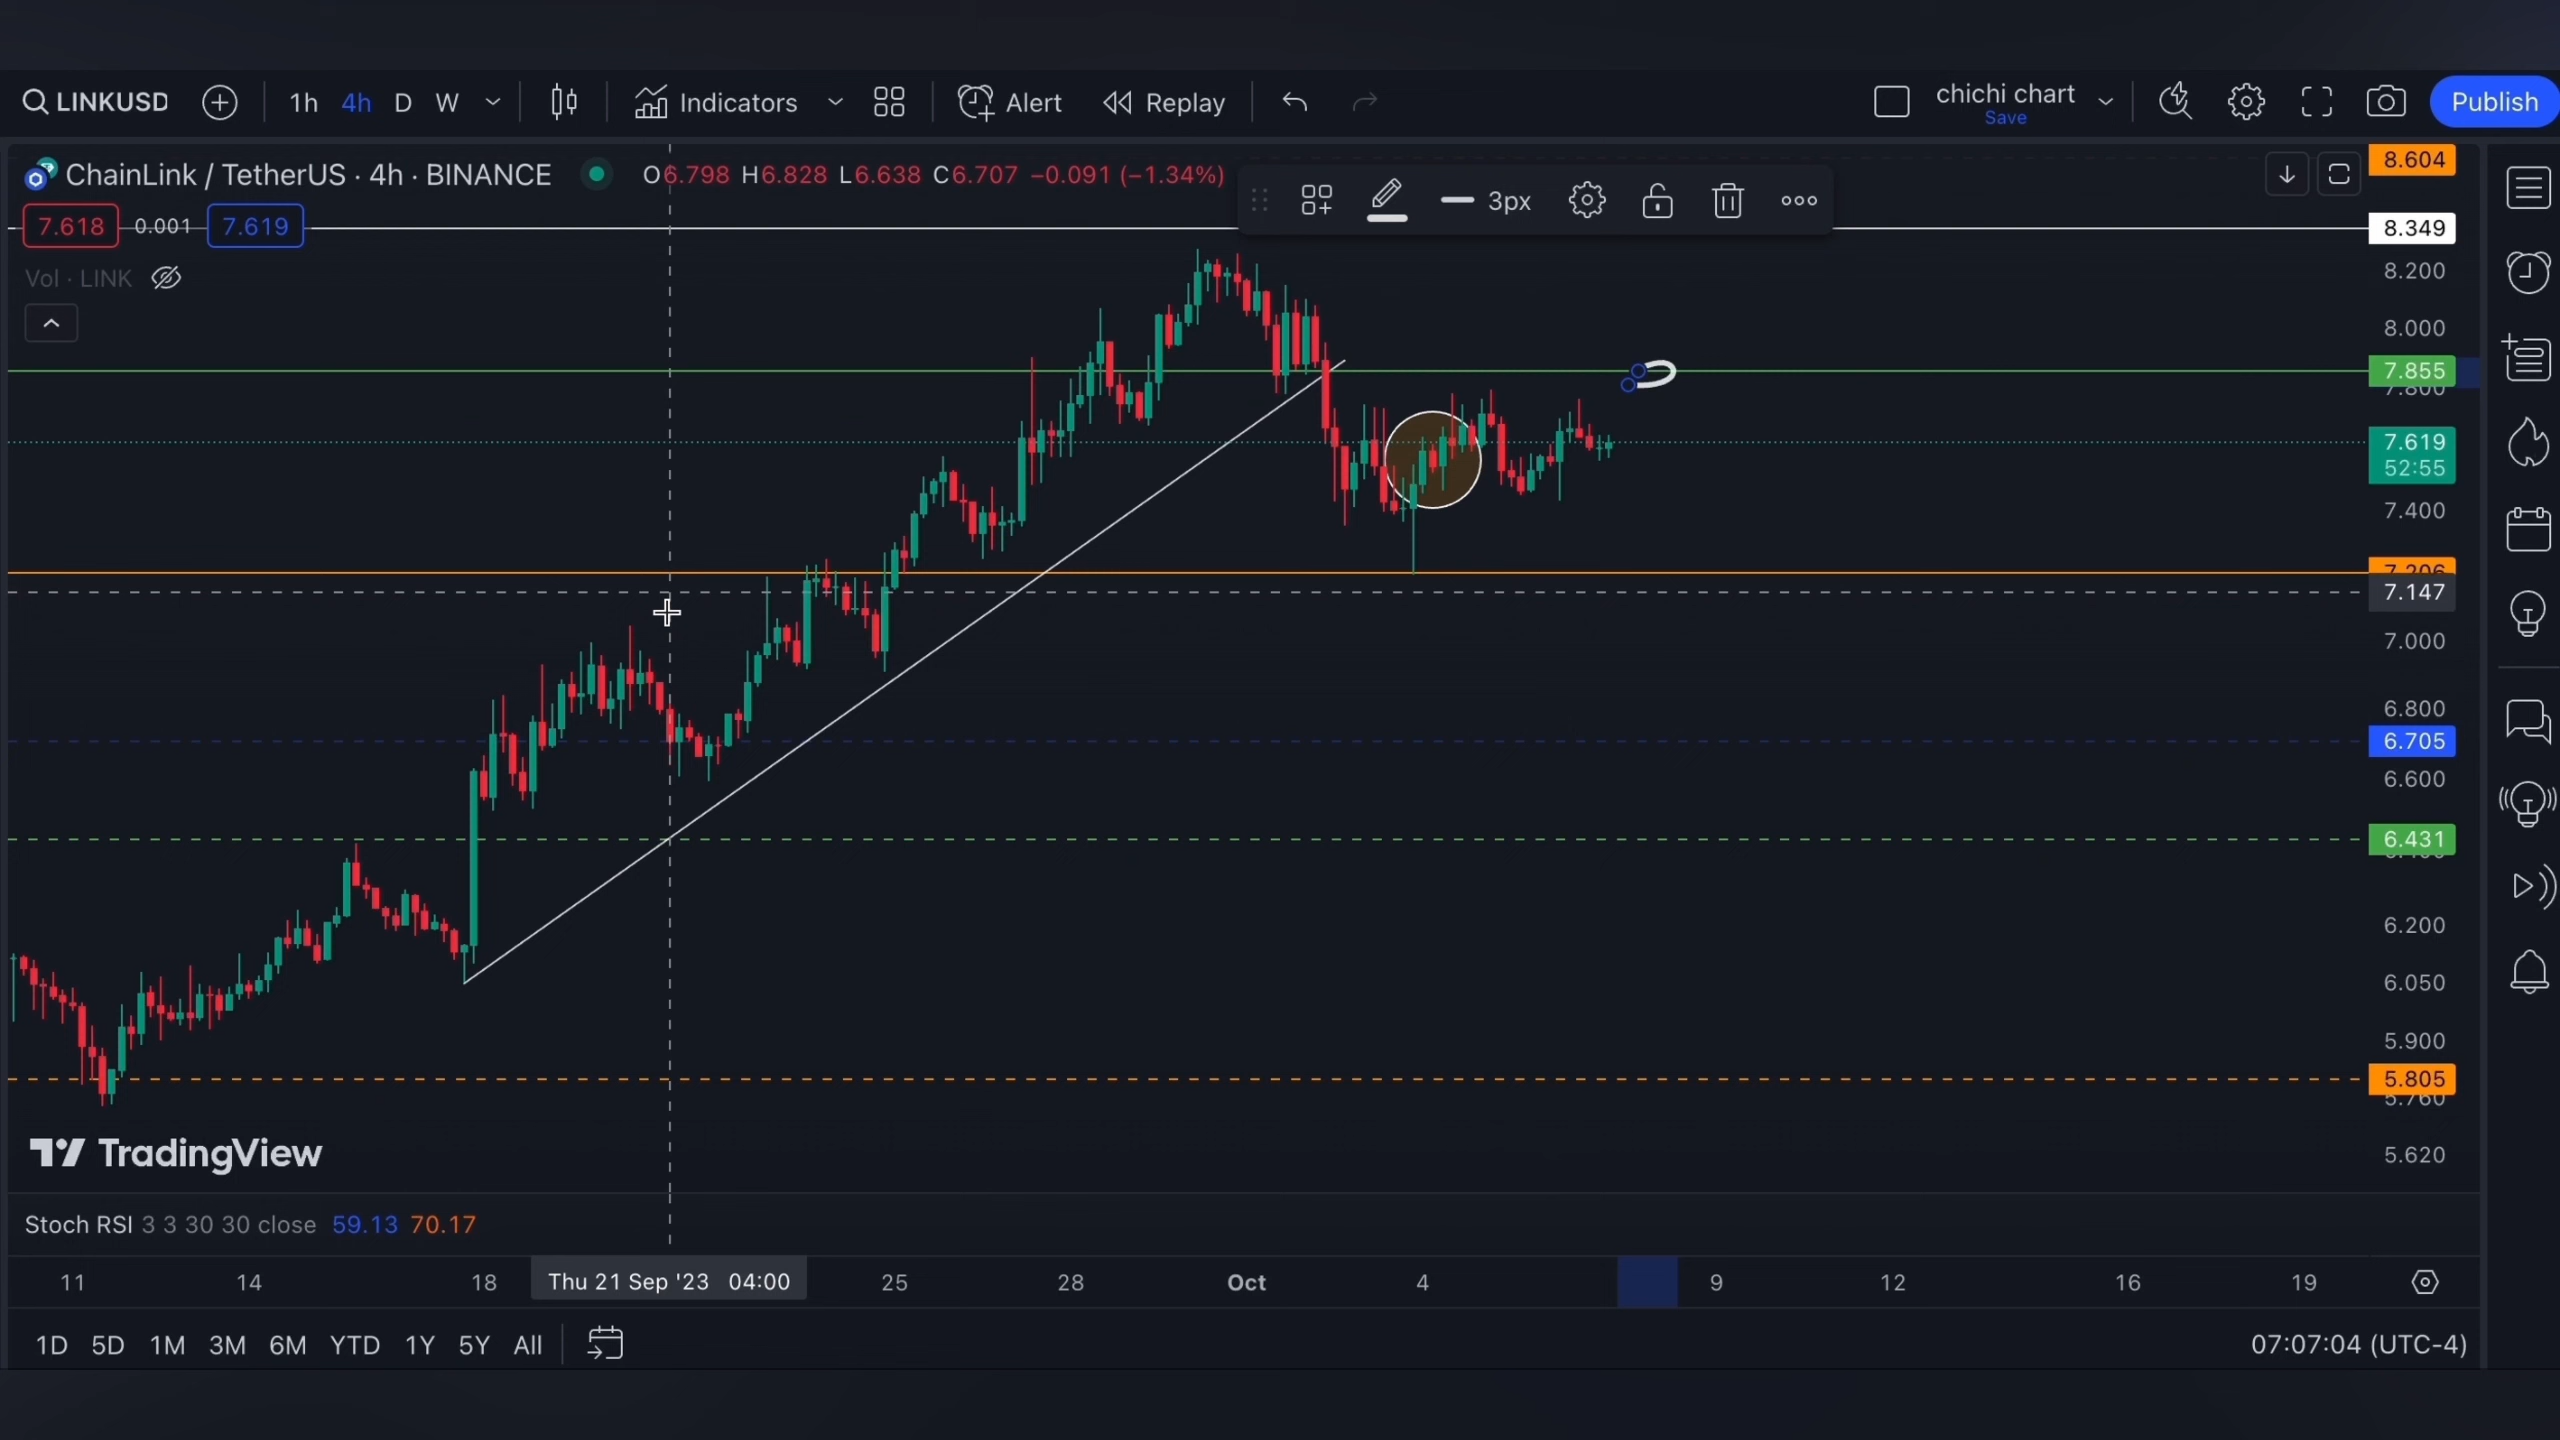 LINKUSD 1h 4h D W Indicators Alert Replay chichi chart Publish
Save
ChainLink / TetherUS · 4h · BINANCE O6.798 H6.828 L6.638 C6.707 −0.091 (−1.34%)
3px
7.618 0.001 7.619
Vol · LINK
8.604
8.349
8.200
8.000
7.855
7.800
7.619
52:55
7.400
7.206
7.147
7.000
6.800
6.705
6.600
6.431
6.200
6.050
5.900
5.805
5.760
5.620
TradingView
Stoch RSI 3 3 30 30 close 59.13 70.17
11 14 18 Thu 21 Sep '23 04:00 25 28 Oct 4 9 12 16 19
1D 5D 1M 3M 6M YTD 1Y 5Y All 07:07:04 (UTC-4)